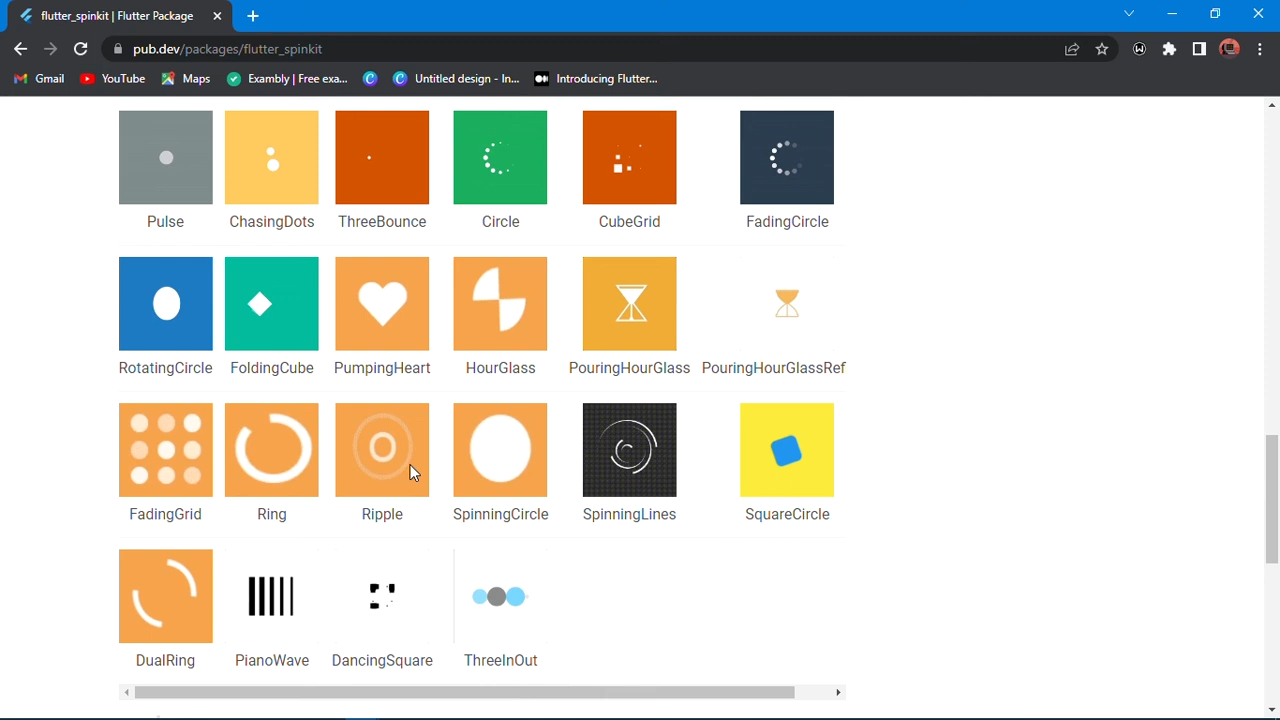 flutter_spinkit | Flutter Package
pub.dev/packages/flutter_spinkit
Gmail YouTube Maps Exambly | Free exa... Untitled design - In... Introducing Flutter...
Pulse ChasingDots ThreeBounce Circle CubeGrid FadingCircle
RotatingCircle FoldingCube PumpingHeart HourGlass PouringHourGlass PouringHourGlassRef
FadingGrid Ring Ripple SpinningCircle SpinningLines SquareCircle
DualRing PianoWave DancingSquare ThreeInOut